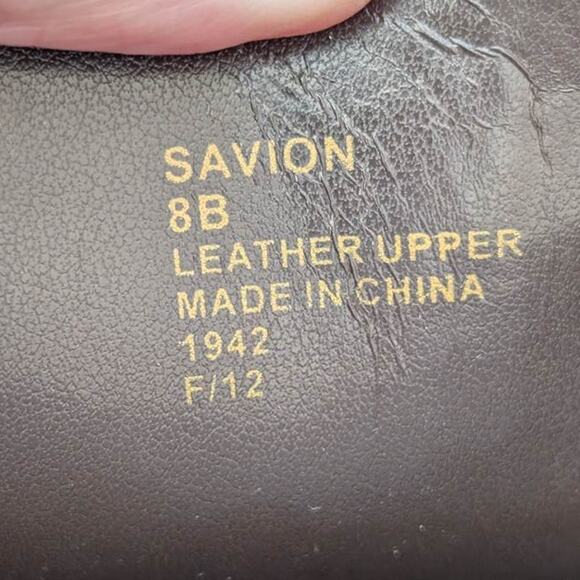 SAVION
8B
LEATHER UPPER
MADE IN CHINA
1942
F/12